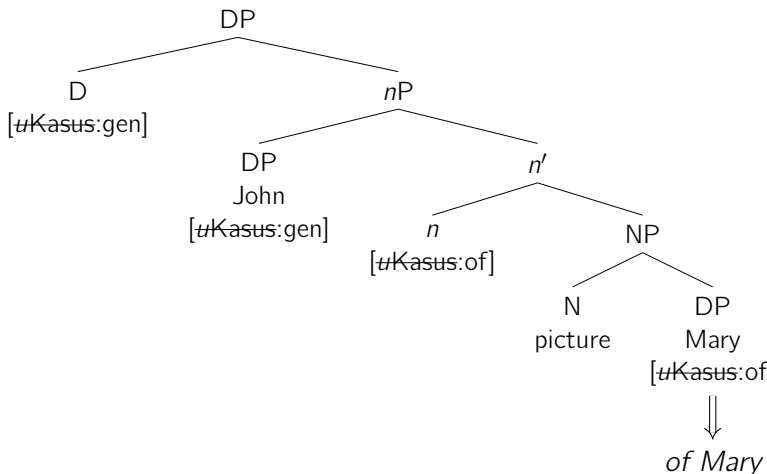 DP
D nP
[uKasus:gen]
DP n′
John
[uKasus:gen] n NP
[uKasus:of]
N DP
picture Mary
[uKasus:of
of Mary